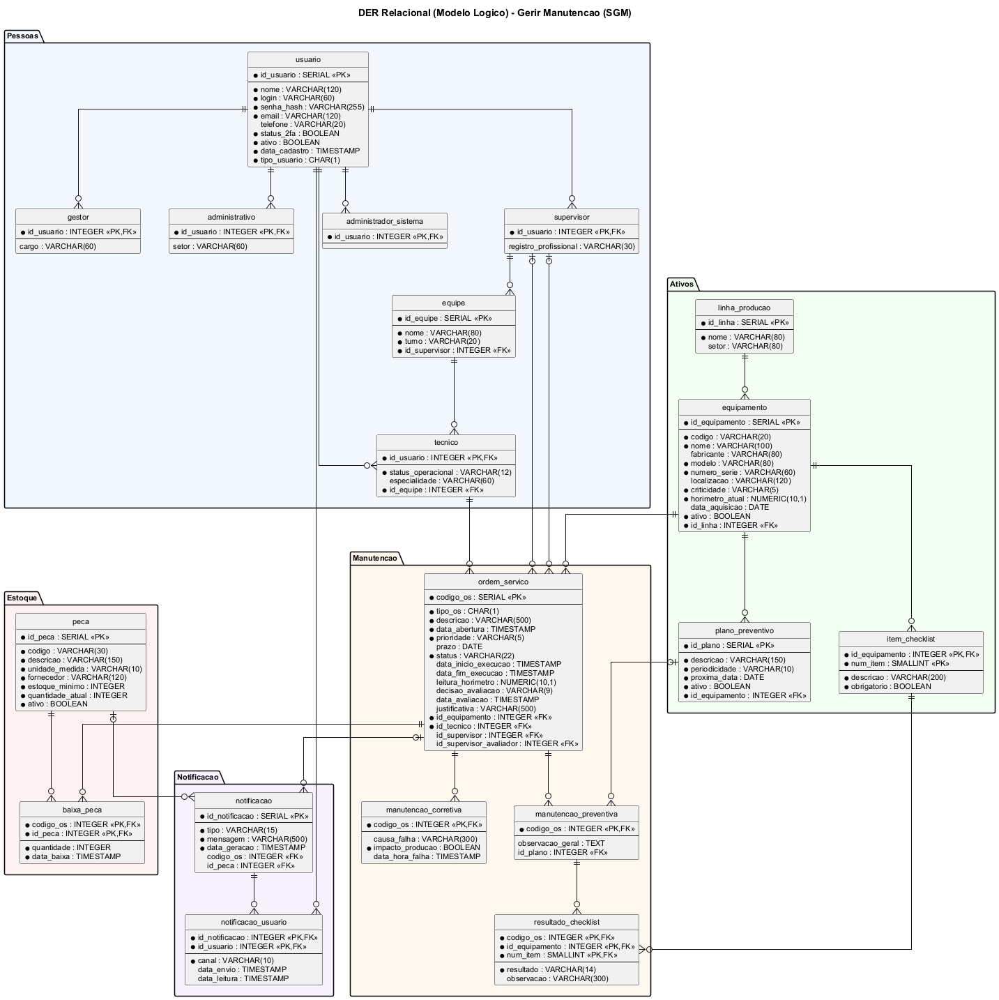 DER Relacional (Modelo Logico) - Gerir Manutencao (SGM)
Pessoas
usuario
id_usuario : SERIAL «PK»
nome : VARCHAR(120)
login : VARCHAR(60)
senha_hash : VARCHAR(255)
email : VARCHAR(120)
telefone : VARCHAR(20)
status_2fa : BOOLEAN
ativo : BOOLEAN
data_cadastro : TIMESTAMP
tipo_usuario : CHAR(1)
gestor
id_usuario : INTEGER «PK,FK»
cargo : VARCHAR(60)
administrativo
id_usuario : INTEGER «PK,FK»
setor : VARCHAR(60)
administrador_sistema
id_usuario : INTEGER «PK,FK»
supervisor
id_usuario : INTEGER «PK,FK»
registro_profissional : VARCHAR(30)
equipe
id_equipe : SERIAL «PK»
nome : VARCHAR(80)
turno : VARCHAR(20)
id_supervisor : INTEGER «FK»
tecnico
id_usuario : INTEGER «PK,FK»
status_operacional : VARCHAR(12)
especialidade : VARCHAR(60)
id_equipe : INTEGER «FK»
Ativos
linha_producao
id_linha : SERIAL «PK»
nome : VARCHAR(80)
setor : VARCHAR(80)
equipamento
id_equipamento : SERIAL «PK»
codigo : VARCHAR(20)
nome : VARCHAR(100)
fabricante : VARCHAR(80)
modelo : VARCHAR(80)
numero_serie : VARCHAR(60)
localizacao : VARCHAR(120)
criticidade : VARCHAR(5)
horimetro_atual : NUMERIC(10,1)
data_aquisicao : DATE
ativo : BOOLEAN
id_linha : INTEGER «FK»
plano_preventivo
id_plano : SERIAL «PK»
descricao : VARCHAR(150)
periodicidade : VARCHAR(10)
proxima_data : DATE
ativo : BOOLEAN
id_equipamento : INTEGER «FK»
item_checklist
id_equipamento : INTEGER «PK,FK»
num_item : SMALLINT «PK»
descricao : VARCHAR(200)
obrigatorio : BOOLEAN
Manutencao
ordem_servico
codigo_os : SERIAL «PK»
tipo_os : CHAR(1)
descricao : VARCHAR(500)
data_abertura : TIMESTAMP
prioridade : VARCHAR(5)
prazo : DATE
status : VARCHAR(22)
data_inicio_execucao : TIMESTAMP
data_fim_execucao : TIMESTAMP
leitura_horimetro : NUMERIC(10,1)
decisao_avaliacao : VARCHAR(9)
data_avaliacao : TIMESTAMP
justificativa : VARCHAR(500)
id_equipamento : INTEGER «FK»
id_tecnico : INTEGER «FK»
id_supervisor : INTEGER «FK»
id_supervisor_avaliador : INTEGER «FK»
manutencao_corretiva
codigo_os : INTEGER «PK,FK»
causa_falha : VARCHAR(300)
impacto_producao : BOOLEAN
data_hora_falha : TIMESTAMP
manutencao_preventiva
codigo_os : INTEGER «PK,FK»
observacao_geral : TEXT
id_plano : INTEGER «FK»
resultado_checklist
codigo_os : INTEGER «PK,FK»
id_equipamento : INTEGER «PK,FK»
num_item : SMALLINT «PK,FK»
resultado : VARCHAR(14)
observacao : VARCHAR(300)
Estoque
peca
id_peca : SERIAL «PK»
codigo : VARCHAR(30)
descricao : VARCHAR(150)
unidade_medida : VARCHAR(10)
fornecedor : VARCHAR(120)
estoque_minimo : INTEGER
quantidade_atual : INTEGER
ativo : BOOLEAN
baixa_peca
codigo_os : INTEGER «PK,FK»
id_peca : INTEGER «PK,FK»
quantidade : INTEGER
data_baixa : TIMESTAMP
Notificacao
notificacao
id_notificacao : SERIAL «PK»
tipo : VARCHAR(15)
mensagem : VARCHAR(500)
data_geracao : TIMESTAMP
codigo_os : INTEGER «FK»
id_peca : INTEGER «FK»
notificacao_usuario
id_notificacao : INTEGER «PK,FK»
id_usuario : INTEGER «PK,FK»
canal : VARCHAR(10)
data_envio : TIMESTAMP
data_leitura : TIMESTAMP